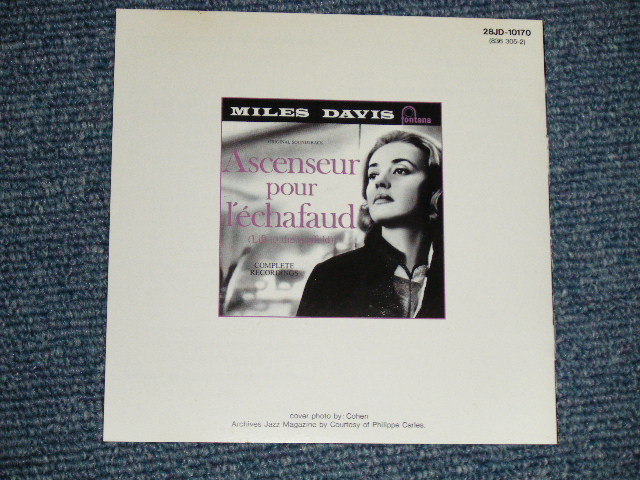 28JD-10170
(836 305-2)
MILES DAVIS
fontana
ORIGINAL SOUNDTRACK
Ascenseur
pour
l'échafaud
COMPLETE
RECORDINGS
cover photo by: Cohen
Archives Jazz Magazine by Courtesy of Philippe Carles.